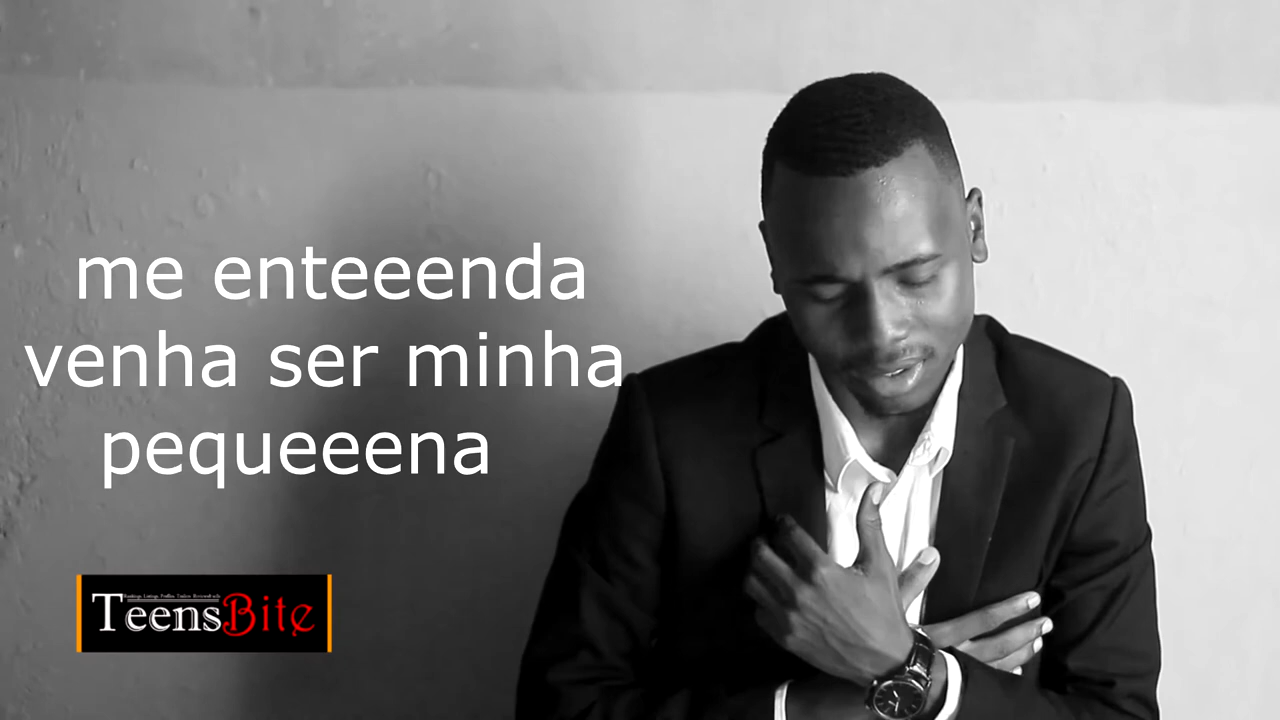 me enteeenda
venha ser minha
pequeeena
TeensBite